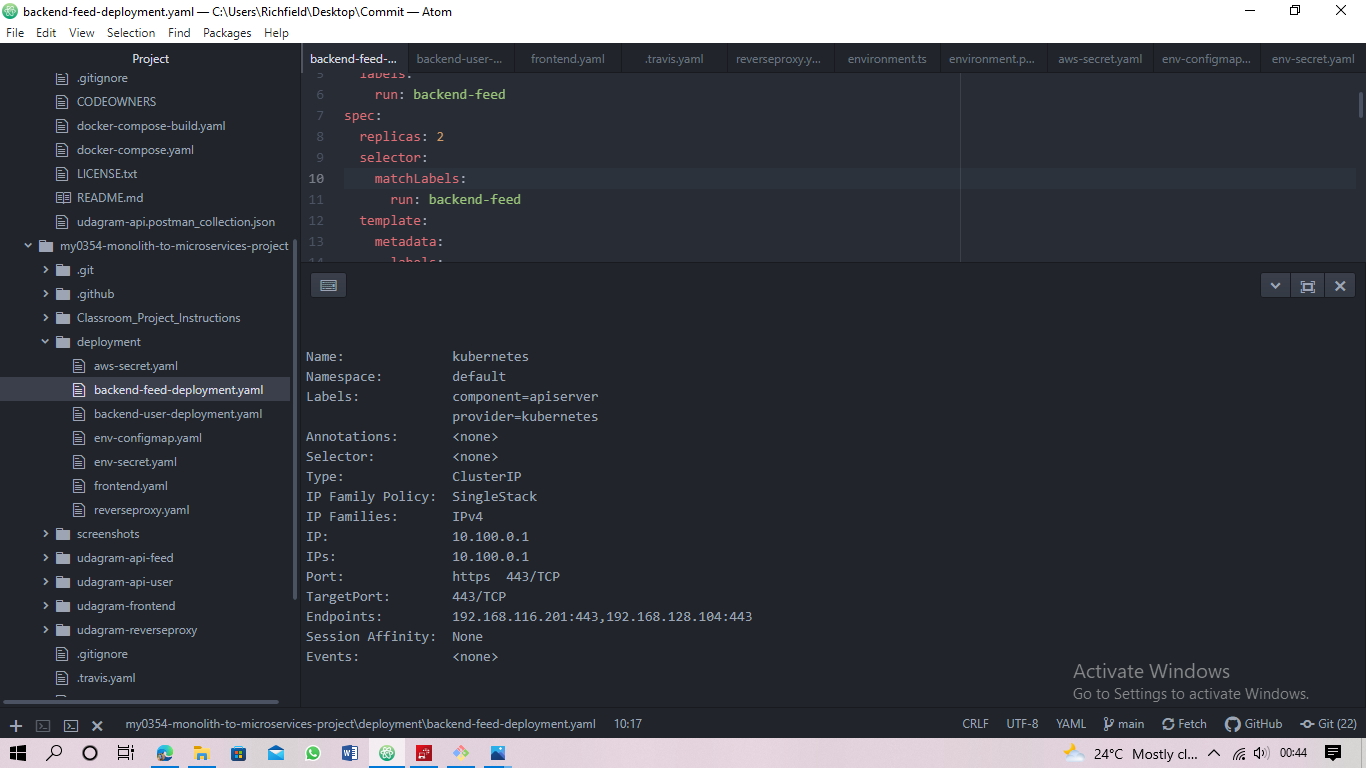 backend-feed-deployment.yaml — C:\Users\Richfield\Desktop\Commit — Atom
File Edit View Selection Find Packages Help
Project
.gitignore
CODEOWNERS
docker-compose-build.yaml
docker-compose.yaml
LICENSE.txt
README.md
udagram-api.postman_collection.json
my0354-monolith-to-microservices-project
.git
.github
Classroom_Project_Instructions
deployment
aws-secret.yaml
backend-feed-deployment.yaml
backend-user-deployment.yaml
env-configmap.yaml
env-secret.yaml
frontend.yaml
reverseproxy.yaml
screenshots
udagram-api-feed
udagram-api-user
udagram-frontend
udagram-reverseproxy
.gitignore
.travis.yaml
backend-feed-... backend-user-... frontend.yaml .travis.yaml reverseproxy.y... environment.ts environment.p... aws-secret.yaml env-configmap... env-secret.yaml
5 labels:
6 run: backend-feed
7 spec:
8 replicas: 2
9 selector:
10 matchLabels:
11 run: backend-feed
12 template:
13 metadata:
14 labels:
Name: kubernetes
Namespace: default
Labels: component=apiserver
provider=kubernetes
Annotations: <none>
Selector: <none>
Type: ClusterIP
IP Family Policy: SingleStack
IP Families: IPv4
IP: 10.100.0.1
IPs: 10.100.0.1
Port: https 443/TCP
TargetPort: 443/TCP
Endpoints: 192.168.116.201:443,192.168.128.104:443
Session Affinity: None
Events: <none>
Activate Windows
Go to Settings to activate Windows.
my0354-monolith-to-microservices-project\deployment\backend-feed-deployment.yaml 10:17 CRLF UTF-8 YAML main Fetch GitHub Git (22)
24°C Mostly cl... 00:44